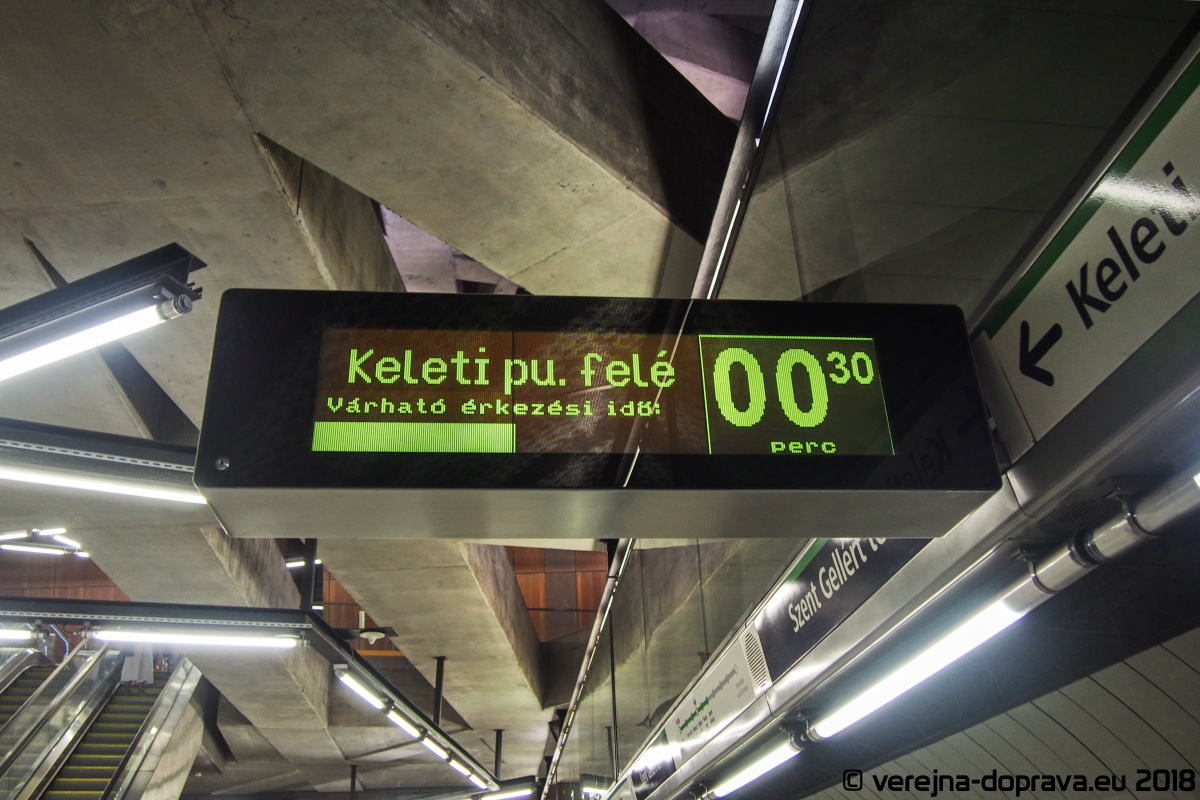 Keleti pu. felé
Várható érkezési idő:
00 30
perc
← Keleti
Szent Gellért
© verejna-doprava.eu 2018